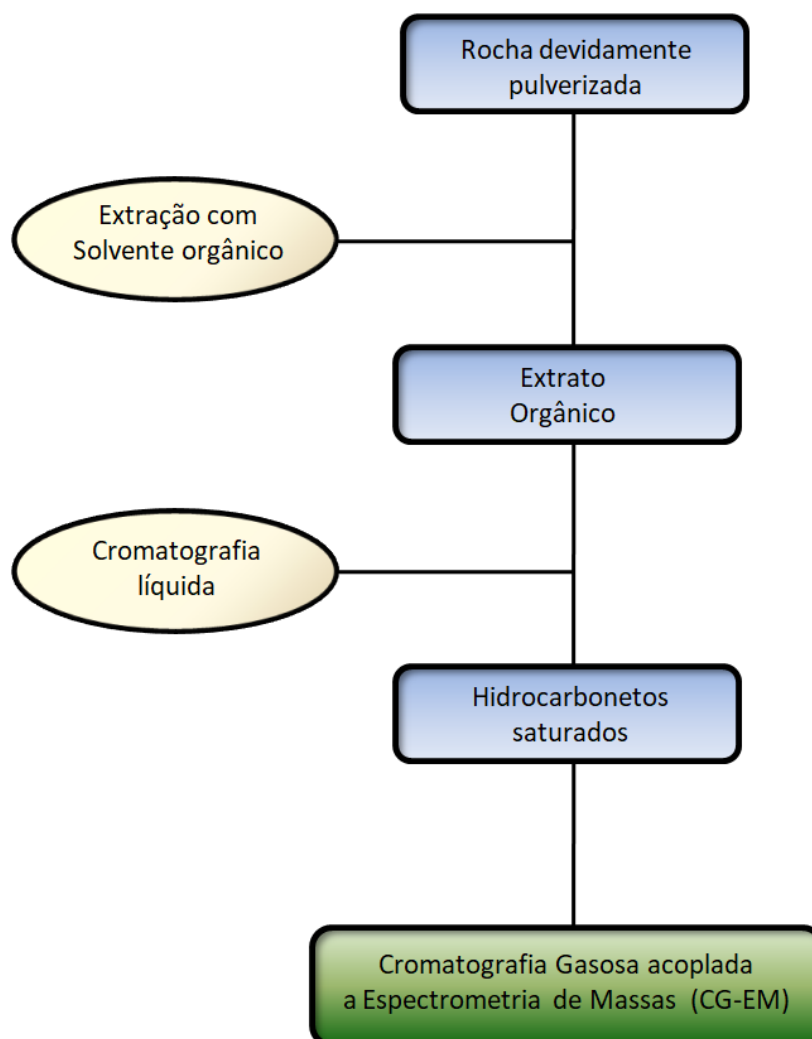 Rocha devidamente
pulverizada
Extração com
Solvente orgânico
Extrato
Orgânico
Cromatografia
líquida
Hidrocarbonetos
saturados
Cromatografia Gasosa acoplada
a Espectrometria de Massas (CG-EM)